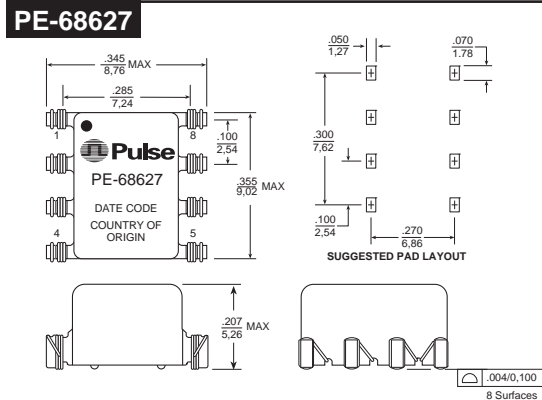 PE-68627
.345
8,76 MAX
.285
7,24
1
8
Pulse
PE-68627
DATE CODE
COUNTRY OF
ORIGIN
4
5
.100
2,54
.355
9,02 MAX
.050
1,27
.070
1.78
.300
7,62
.100
2,54
.270
6,86
SUGGESTED PAD LAYOUT
.207
5,26 MAX
.004/0,100
8 Surfaces